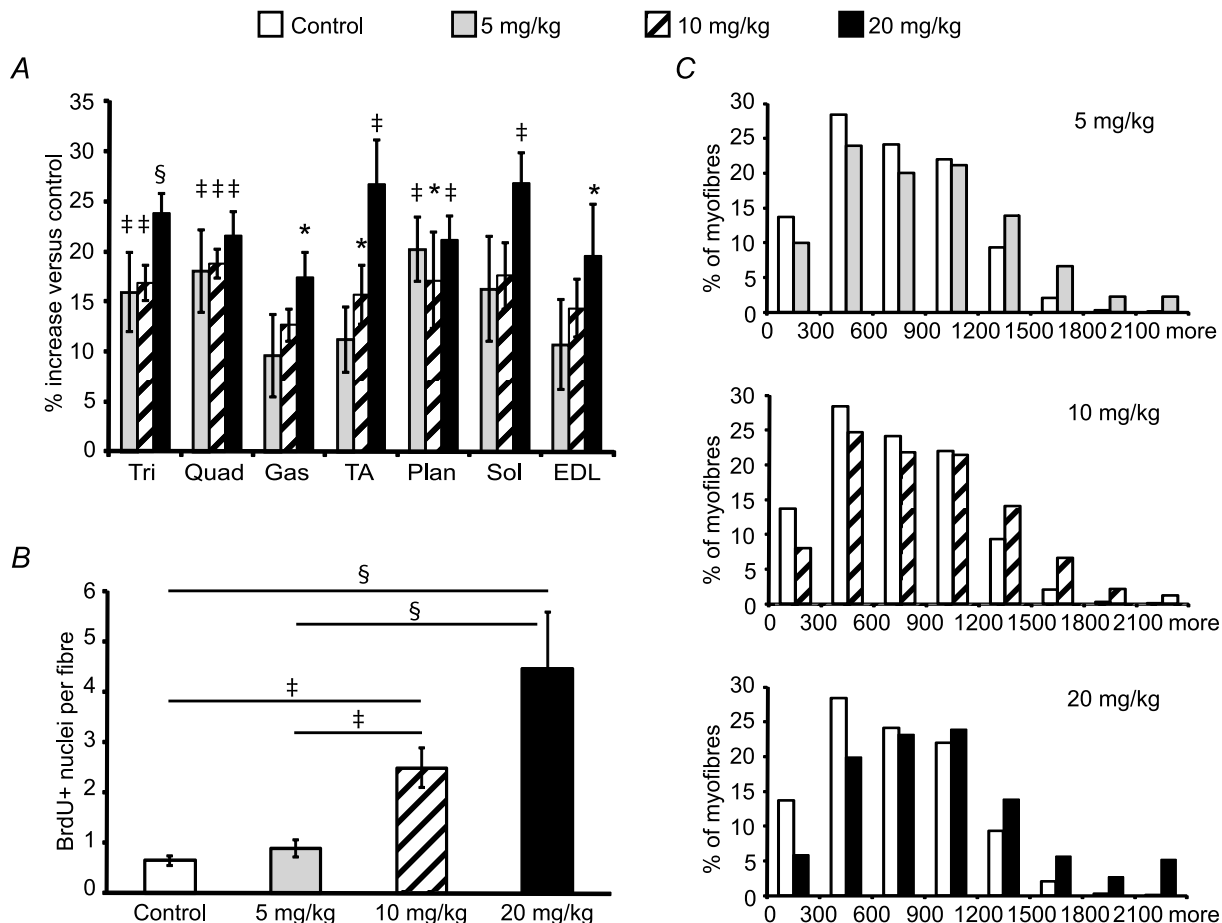 Control 5 mg/kg 10 mg/kg 20 mg/kg
A
% increase versus control
35
30
25
20
15
10
5
0
‡ ‡ § ‡ ‡ ‡ * * ‡ ‡ * ‡ ‡ *
Tri Quad Gas TA Plan Sol EDL
B
BrdU+ nuclei per fibre
6
5
4
3
2
1
0
§
§
‡
‡
Control 5 mg/kg 10 mg/kg 20 mg/kg
C
5 mg/kg
% of myofibres
30
25
20
15
10
5
0
0 300 600 900 1200 1500 1800 2100 more
10 mg/kg
% of myofibres
30
25
20
15
10
5
0
0 300 600 900 1200 1500 1800 2100 more
20 mg/kg
% of myofibres
30
25
20
15
10
5
0
0 300 600 900 1200 1500 1800 2100 more